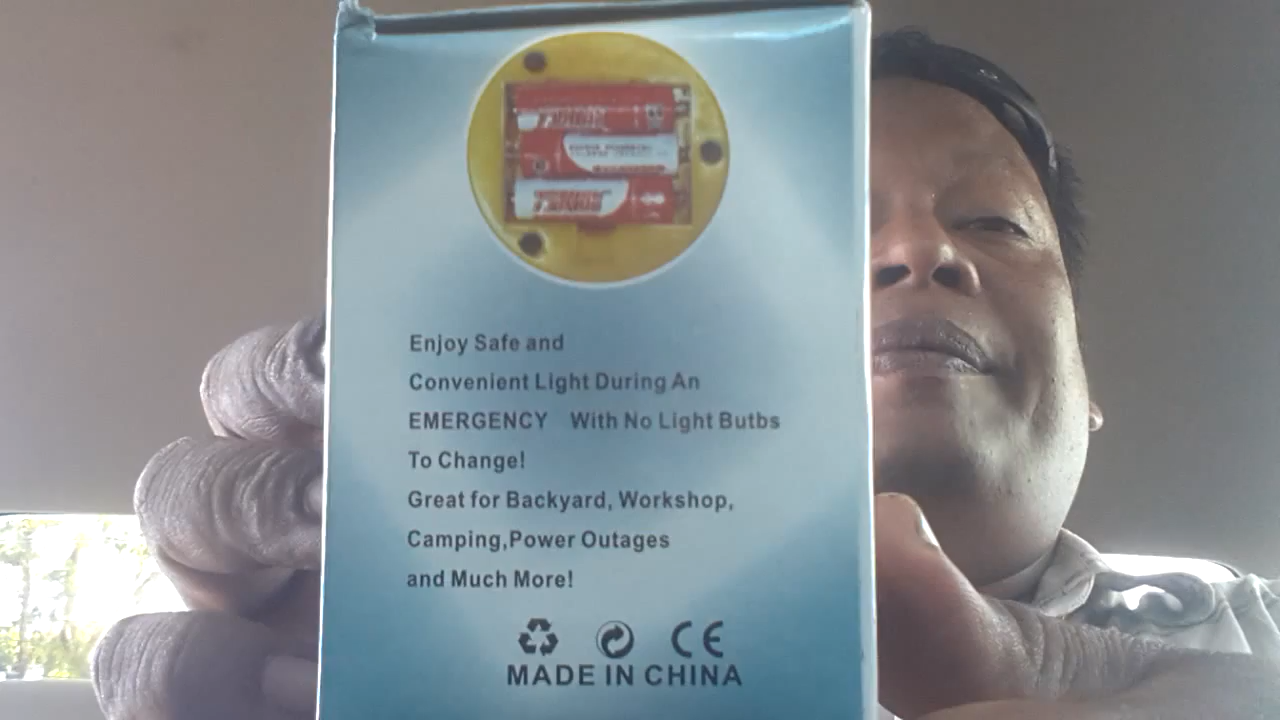 Enjoy Safe and
Convenient Light During An
EMERGENCY With No Light Butbs
To Change!
Great for Backyard, Workshop,
Camping,Power Outages
and Much More!
CE
MADE IN CHINA